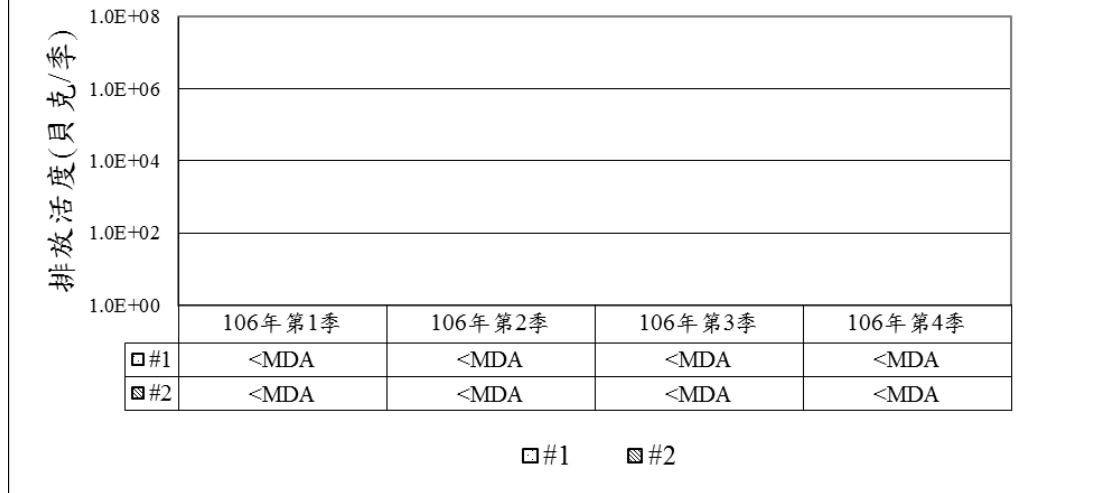 排放活度(貝克/季)
1.0E+08
1.0E+06
1.0E+04
1.0E+02
1.0E+00
106年第1季 106年第2季 106年第3季 106年第4季
#1 <MDA <MDA <MDA <MDA
#2 <MDA <MDA <MDA <MDA
#1 #2